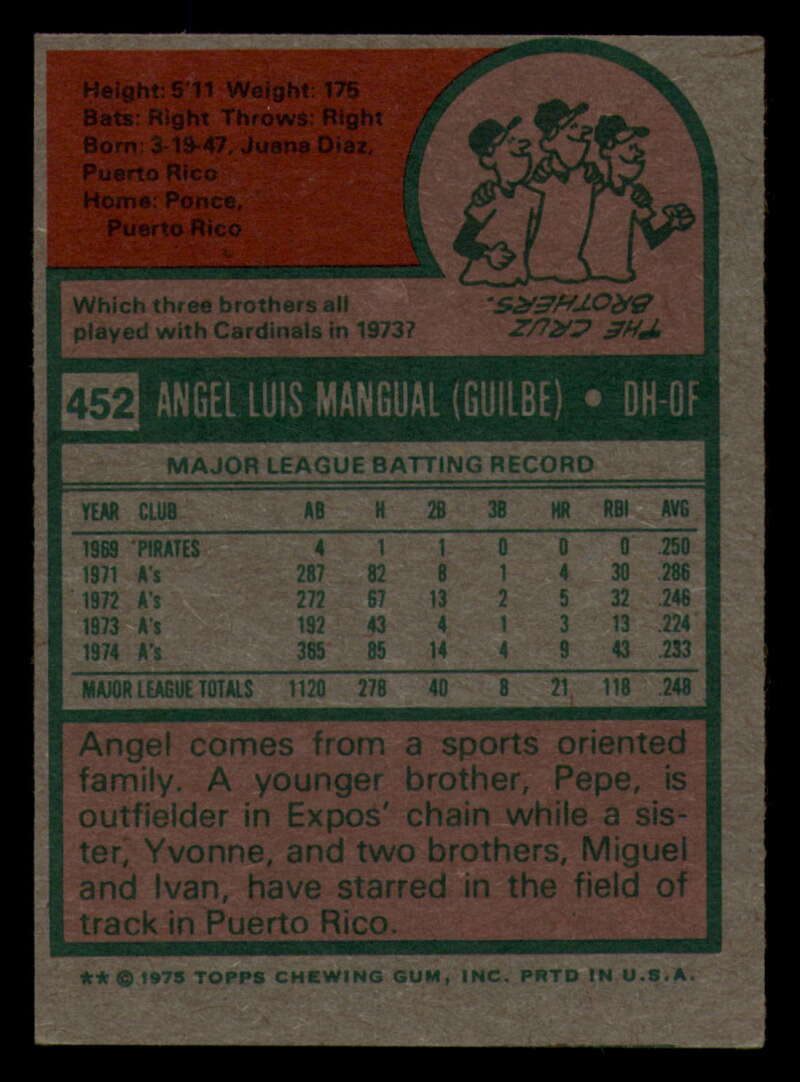 Height: 5'11 Weight: 175
Bats: Right Throws: Right
Born: 3-19-47, Juana Diaz,
Puerto Rico
Home: Ponce,
Puerto Rico
Which three brothers all
played with Cardinals in 1973?
THE CRUZ
BROTHERS.
452 ANGEL LUIS MANGUAL (GUILBE) • DH-OF
MAJOR LEAGUE BATTING RECORD
YEAR CLUB AB H 2B 3B HR RBI AVG
1969 PIRATES 4 1 1 0 0 0 .250
1971 A's 287 82 8 1 4 30 .286
1972 A's 272 67 13 2 5 32 .246
1973 A's 192 43 4 1 3 13 .224
1974 A's 365 85 14 4 9 43 .233
MAJOR LEAGUE TOTALS 1120 278 40 8 21 118 .248
Angel comes from a sports oriented
family. A younger brother, Pepe, is
outfielder in Expos' chain while a sis-
ter, Yvonne, and two brothers, Miguel
and Ivan, have starred in the field of
track in Puerto Rico.
** © 1975 TOPPS CHEWING GUM, INC. PRTD IN U.S.A.